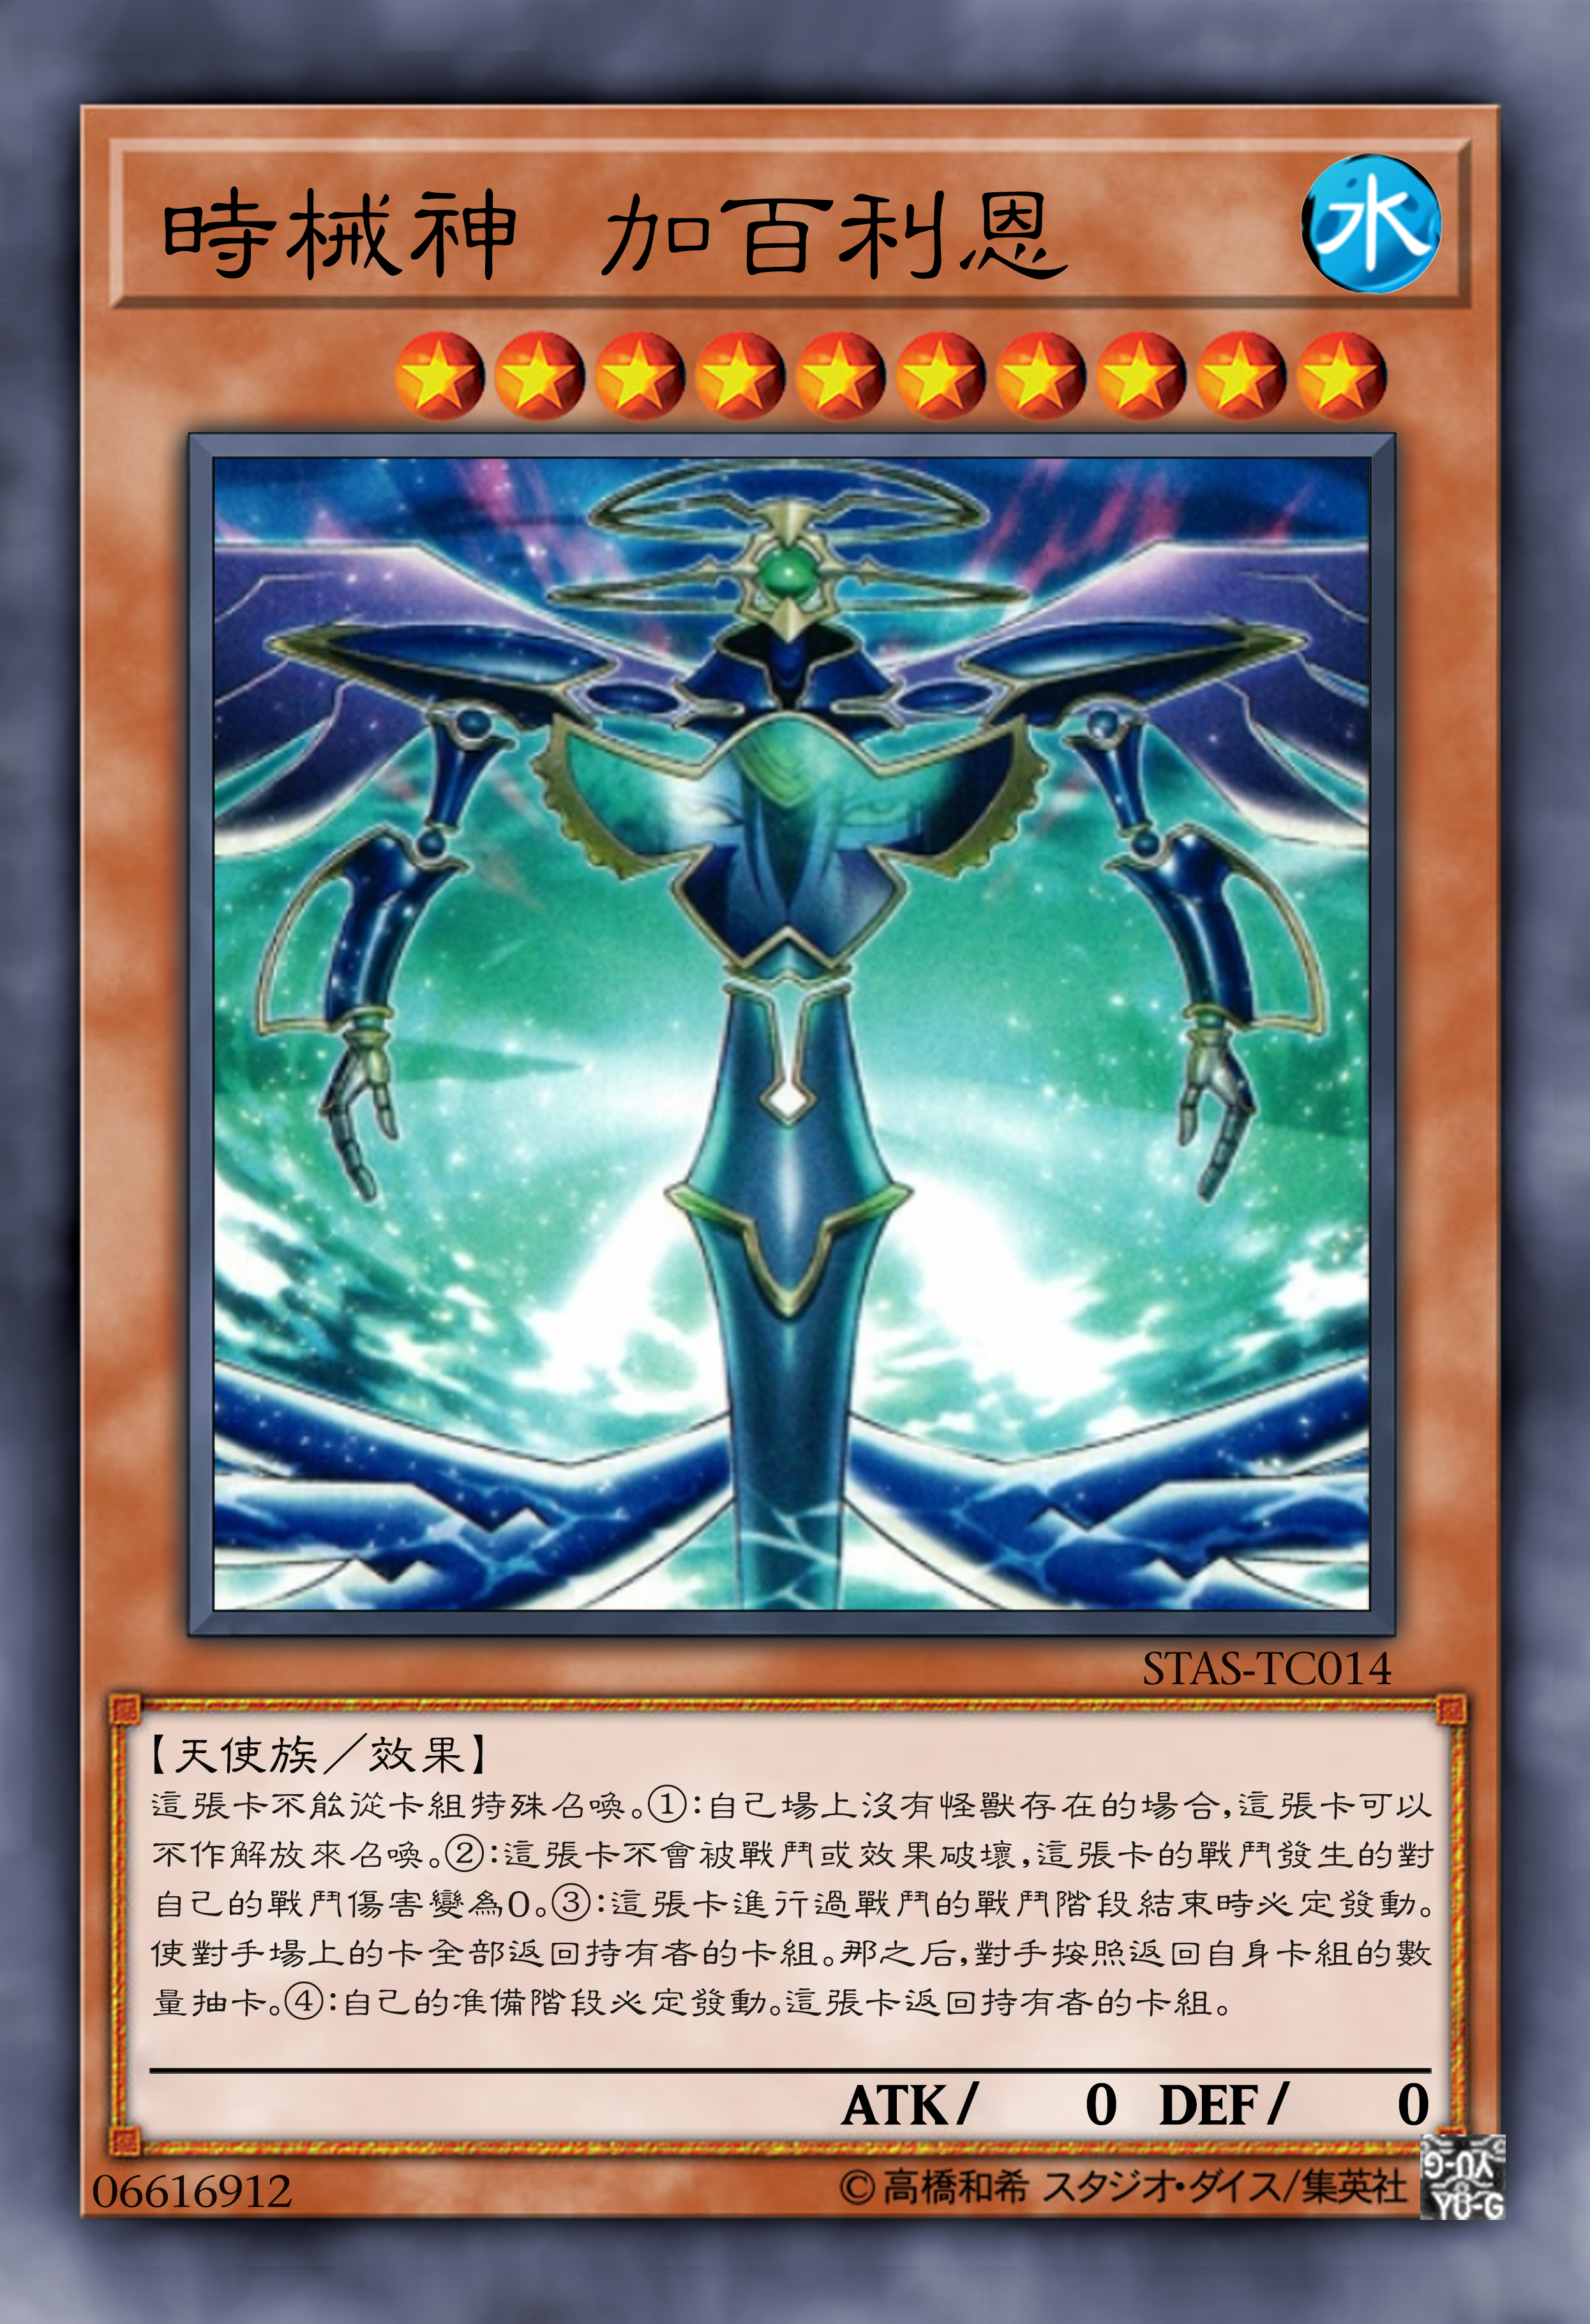 時械神 加百利恩
水
STAS-TC014
【天使族／效果】
這張卡不能從卡組特殊召喚。①:自己場上沒有怪獸存在的場合,這張卡可以
不作解放來召喚。②:這張卡不會被戰鬥或效果破壞,這張卡的戰鬥發生的對
自己的戰鬥傷害變為0。③:這張卡進行過戰鬥的戰鬥階段結束時必定發動。
使對手場上的卡全部返回持有者的卡組。那之后,對手按照返回自身卡組的數
量抽卡。④:自己的准備階段必定發動。這張卡返回持有者的卡組。
ATK/ 0 DEF/ 0
06616912
©高橋和希 スタジオ・ダイス/集英社
YU-G